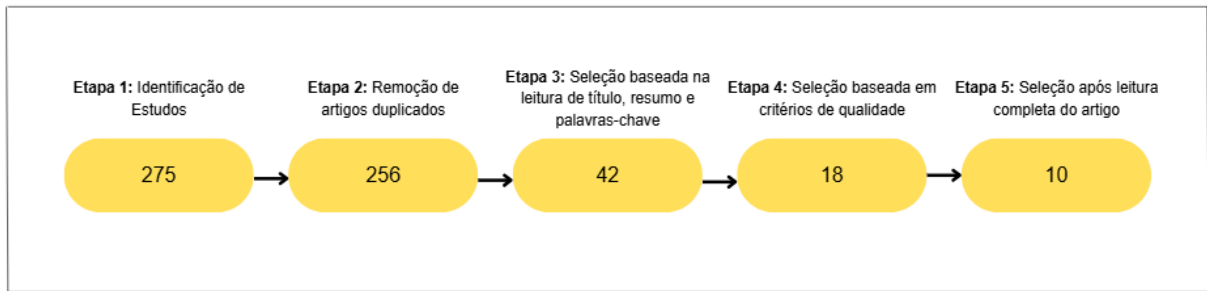 Etapa 1: Identificação de
Estudos
Etapa 2: Remoção de
artigos duplicados
Etapa 3: Seleção baseada na
leitura de título, resumo e
palavras-chave
Etapa 4: Seleção baseada em
critérios de qualidade
Etapa 5: Seleção após leitura
completa do artigo
275
256
42
18
10